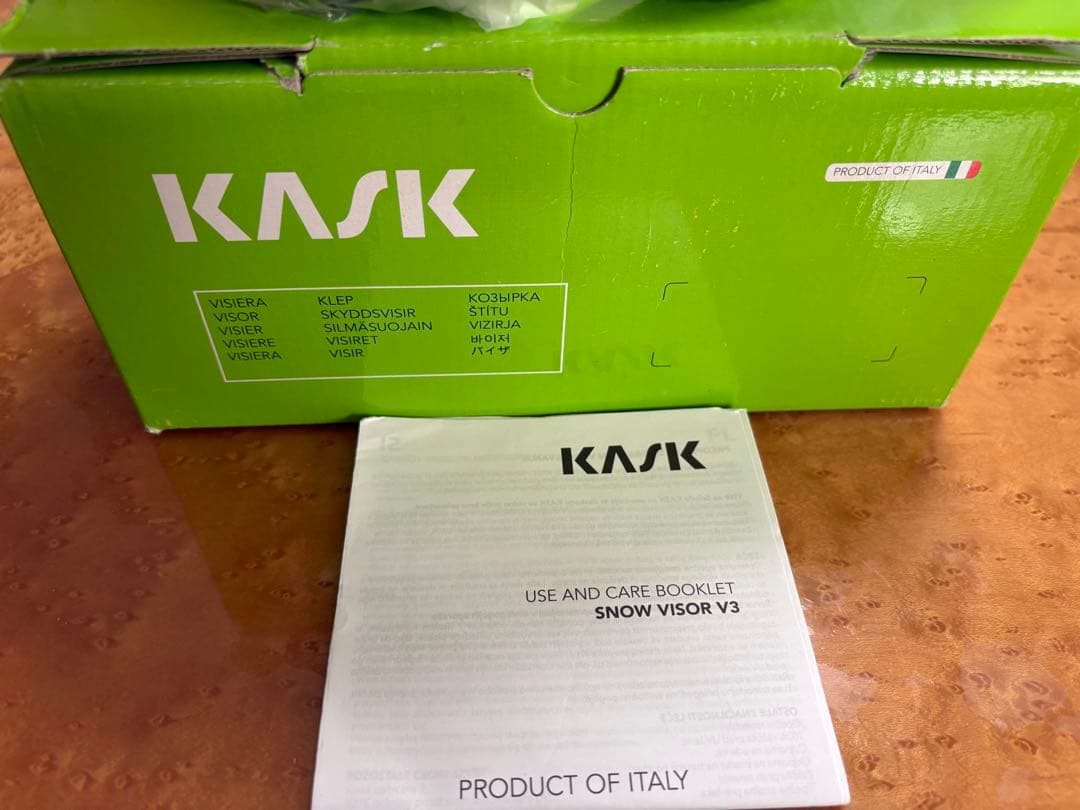 KASK
PRODUCT OF ITALY
VISIERA
VISOR
VISIER
VISIERE
VISIERA
KLEP
SKYDDSVISIR
SILMÄSUOJAIN
VISIRET
VISIR
КОЗЫРКА
ŠTÍTU
VIZIRJA
바이저
バイザ
KASK
USE AND CARE BOOKLET
SNOW VISOR V3
PRODUCT OF ITALY